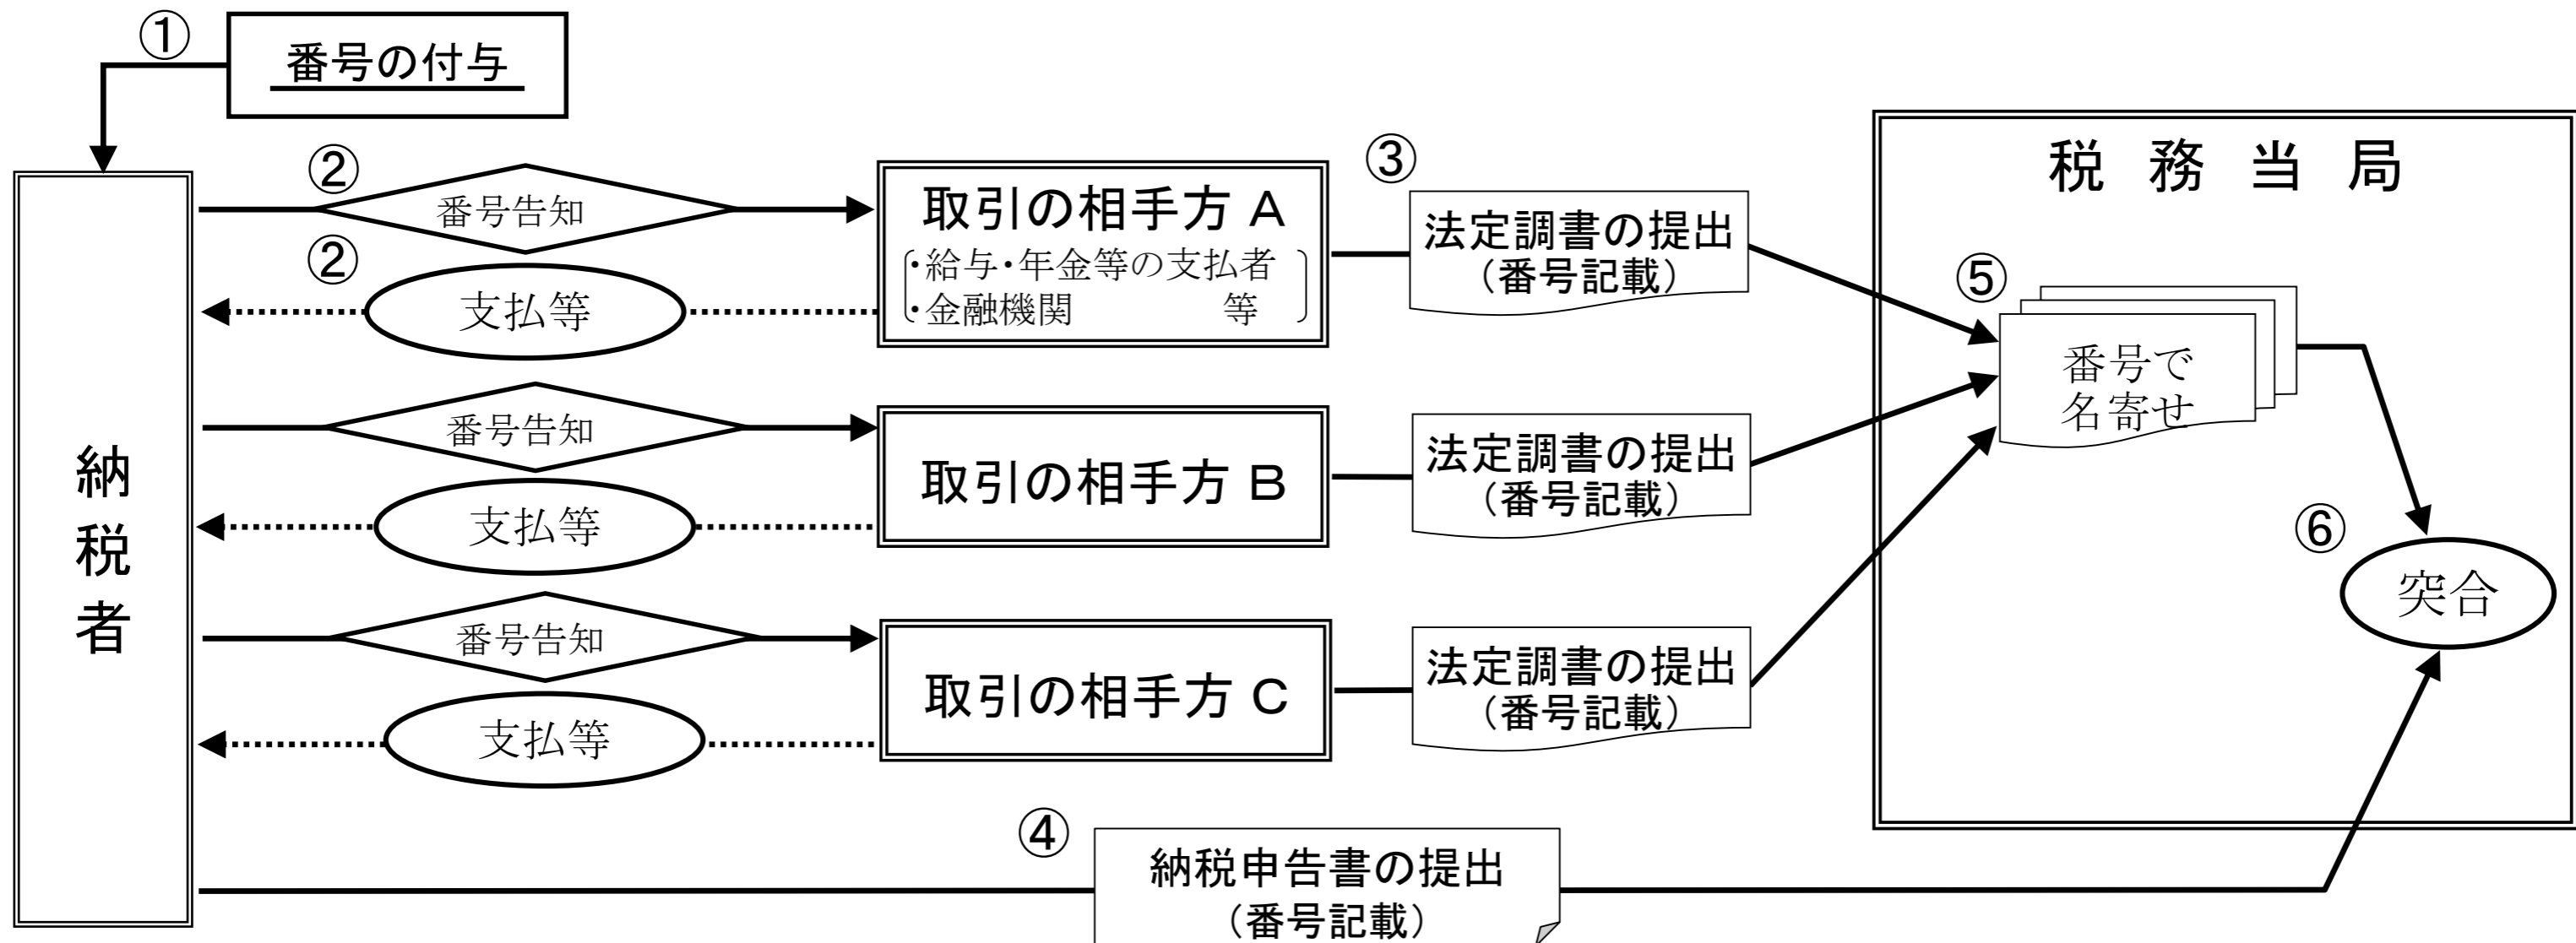 ①
番号の付与
納税者
②
番号告知
②
支払等
取引の相手方 A
・給与・年金等の支払者
・金融機関　　　　等
③
法定調書の提出
（番号記載）
番号告知
支払等
取引の相手方 B
法定調書の提出
（番号記載）
番号告知
支払等
取引の相手方 C
法定調書の提出
（番号記載）
④
納税申告書の提出
（番号記載）
税 務 当 局
⑤
番号で
名寄せ
⑥
突合